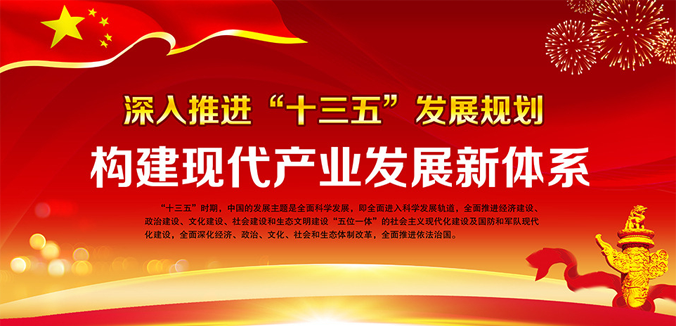 深入推进“十三五”发展规划
构建现代产业发展新体系
“十三五”时期，中国的发展主题是全面科学发展，即全面进入科学发展轨道，全面推进经济建设、
政治建设、文化建设、社会建设和生态文明建设“五位一体”的社会主义现代化建设及国防和军队现代
化建设，全面深化经济、政治、文化、社会和生态体制改革，全面推进依法治国。